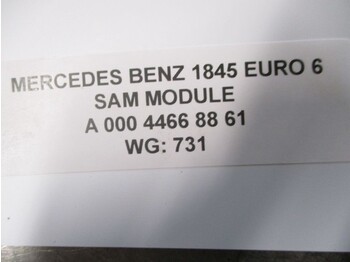 MERCEDES BENZ 1845 EURO 6
SAM MODULE
A 000 4466 88 61
WG: 731